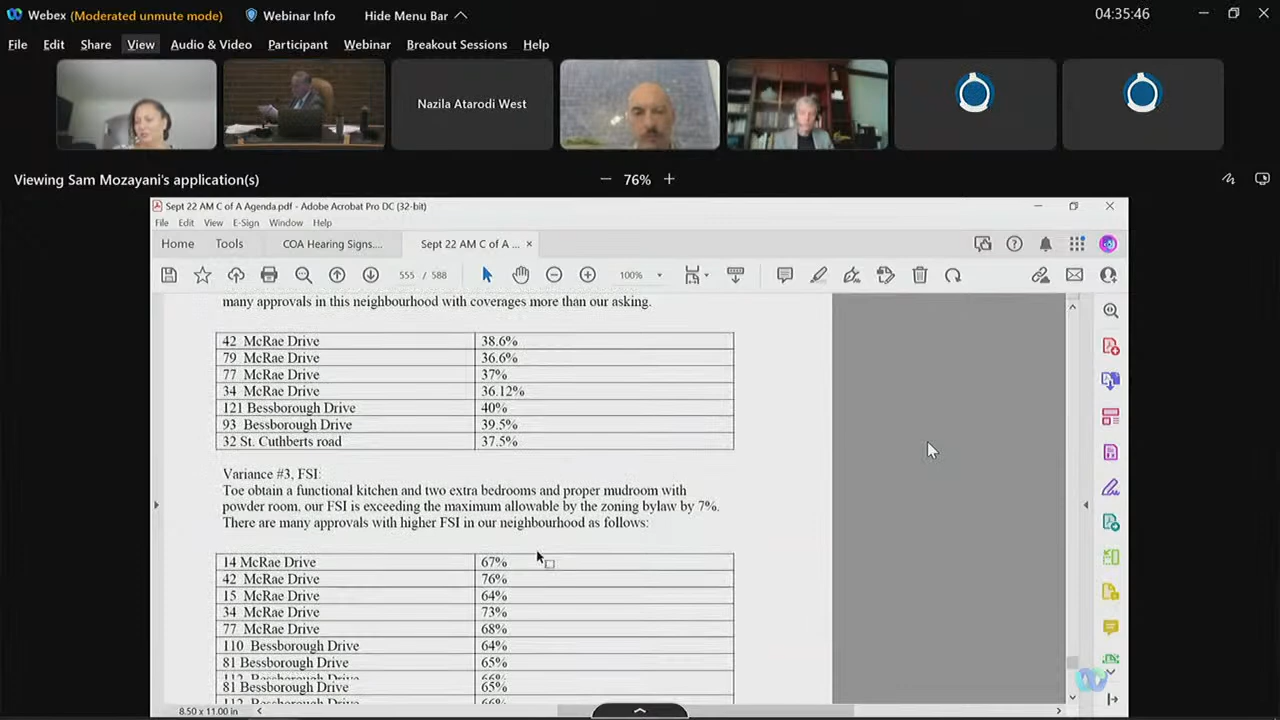 Webex (Moderated unmute mode) Webinar Info Hide Menu Bar 04:35:46
File Edit Share View Audio & Video Participant Webinar Breakout Sessions Help
Nazila Atarodi West
Viewing Sam Mozayani's application(s) 76%
Sept 22 AM C of A Agenda.pdf - Adobe Acrobat Pro DC (32-bit)
File Edit View E-Sign Window Help
Home Tools COA Hearing Signs.... Sept 22 AM C of A ... ×
555 / 588 100%
many approvals in this neighbourhood with coverages more than our asking.
42 McRae Drive 38.6%
79 McRae Drive 36.6%
77 McRae Drive 37%
34 McRae Drive 36.12%
121 Bessborough Drive 40%
93 Bessborough Drive 39.5%
32 St. Cuthberts road 37.5%
Variance #3, FSI:
Toe obtain a functional kitchen and two extra bedrooms and proper mudroom with
powder room, our FSI is exceeding the maximum allowable by the zoning bylaw by 7%.
There are many approvals with higher FSI in our neighbourhood as follows:
14 McRae Drive 67%
42 McRae Drive 76%
15 McRae Drive 64%
34 McRae Drive 73%
77 McRae Drive 68%
110 Bessborough Drive 64%
81 Bessborough Drive 65%
112 Bessborough Drive 66%
81 Bessborough Drive 65%
112 Bessborough Drive 66%
8.50 x 11.00 in